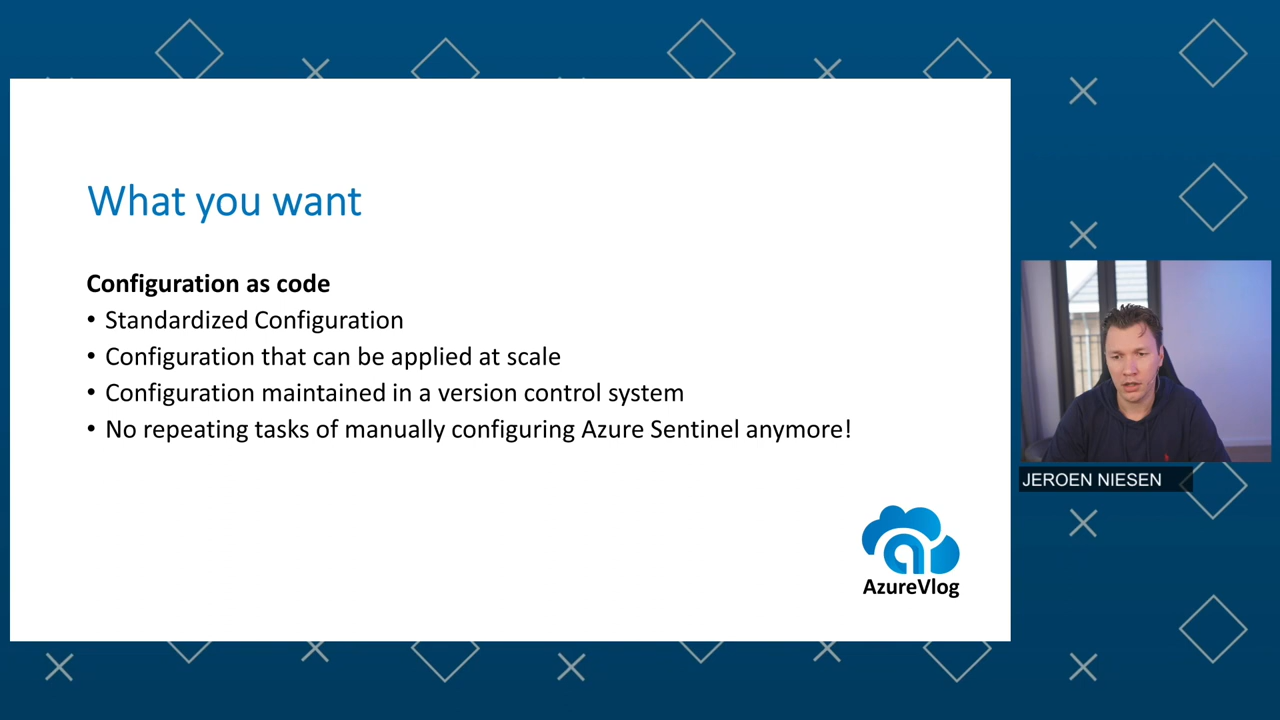 What you want
Configuration as code
• Standardized Configuration
• Configuration that can be applied at scale
• Configuration maintained in a version control system
• No repeating tasks of manually configuring Azure Sentinel anymore!
JEROEN NIESEN
AzureVlog